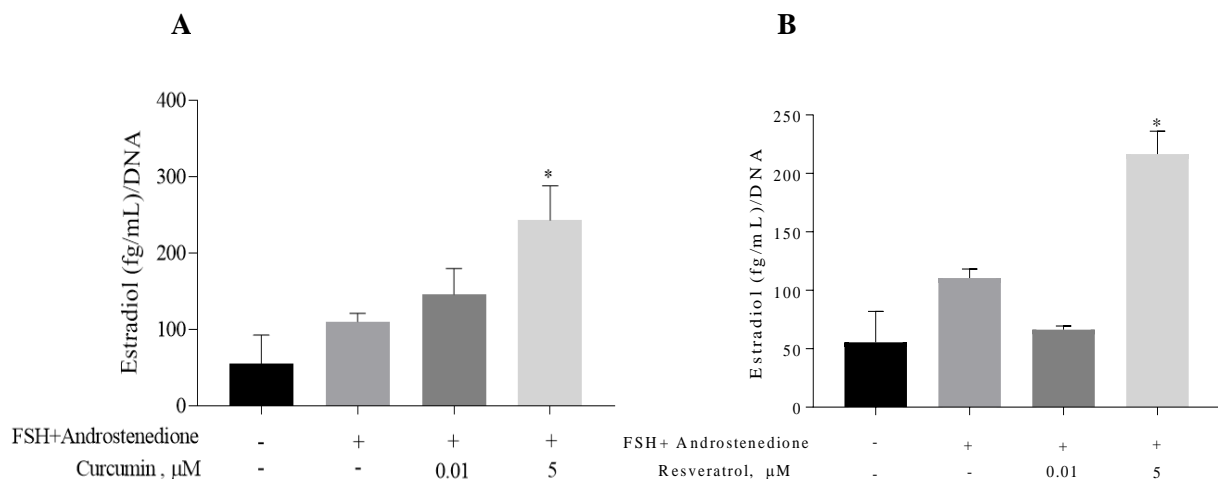 A
Estradiol (fg/mL)/DNA
400
300
200
100
0
*
FSH+Androstenedione - + + +
Curcumin , μM - - 0.01 5
B
Estradiol (fg/mL)/DNA
250
200
150
100
50
0
*
FSH+ Androstenedione - - + +
Resveratrol, μM - - 0.01 5